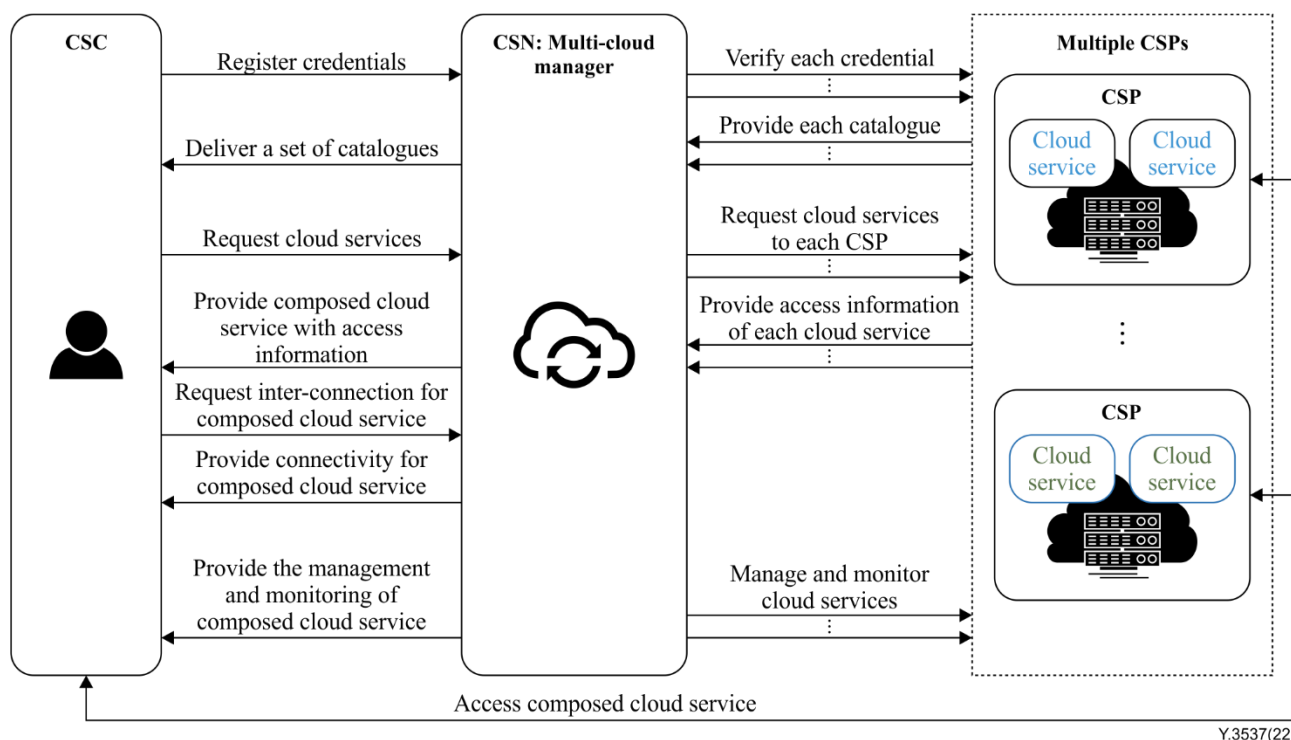 CSC
CSN: Multi-cloud
manager
Multiple CSPs
Register credentials
Verify each credential
⋮
CSP
Cloud
service
Cloud
service
Provide each catalogue
⋮
Deliver a set of catalogues
Request cloud services
Request cloud services
to each CSP
⋮
Provide composed cloud
service with access
information
Provide access information
of each cloud service
⋮
⋮
Request inter-connection for
composed cloud service
CSP
Cloud
service
Cloud
service
Provide connectivity for
composed cloud service
Provide the management
and monitoring of
composed cloud service
Manage and monitor
cloud services
⋮
Access composed cloud service
Y.3537(22